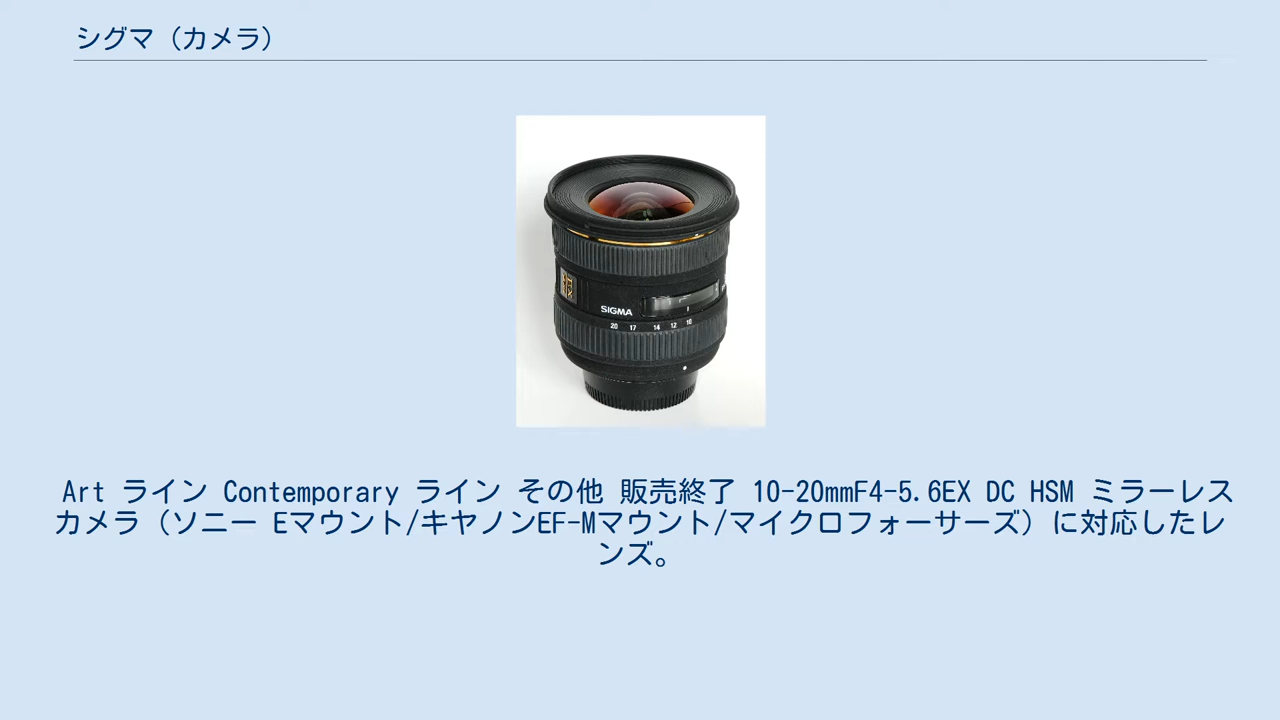 シグマ（カメラ）
EX
SIGMA
20 17 14 12 10
Art ライン Contemporary ライン その他 販売終了 10-20mmF4-5.6EX DC HSM ミラーレス
カメラ（ソニー Eマウント/キヤノンEF-Mマウント/マイクロフォーサーズ）に対応したレ
ンズ。